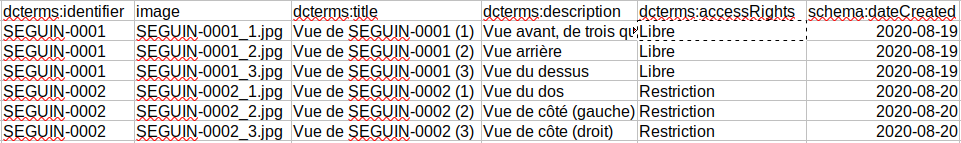 dcterms:identifier image dcterms:title dcterms:description dcterms:accessRights schema:dateCreated
SEGUIN-0001 SEGUIN-0001_1.jpg Vue de SEGUIN-0001 (1) Vue avant, de trois qu Libre 2020-08-19
SEGUIN-0001 SEGUIN-0001_2.jpg Vue de SEGUIN-0001 (2) Vue arrière Libre 2020-08-19
SEGUIN-0001 SEGUIN-0001_3.jpg Vue de SEGUIN-0001 (3) Vue du dessus Libre 2020-08-19
SEGUIN-0002 SEGUIN-0002_1.jpg Vue de SEGUIN-0002 (1) Vue du dos Restriction 2020-08-20
SEGUIN-0002 SEGUIN-0002_2.jpg Vue de SEGUIN-0002 (2) Vue de côté (gauche) Restriction 2020-08-20
SEGUIN-0002 SEGUIN-0002_3.jpg Vue de SEGUIN-0002 (3) Vue de côte (droit) Restriction 2020-08-20